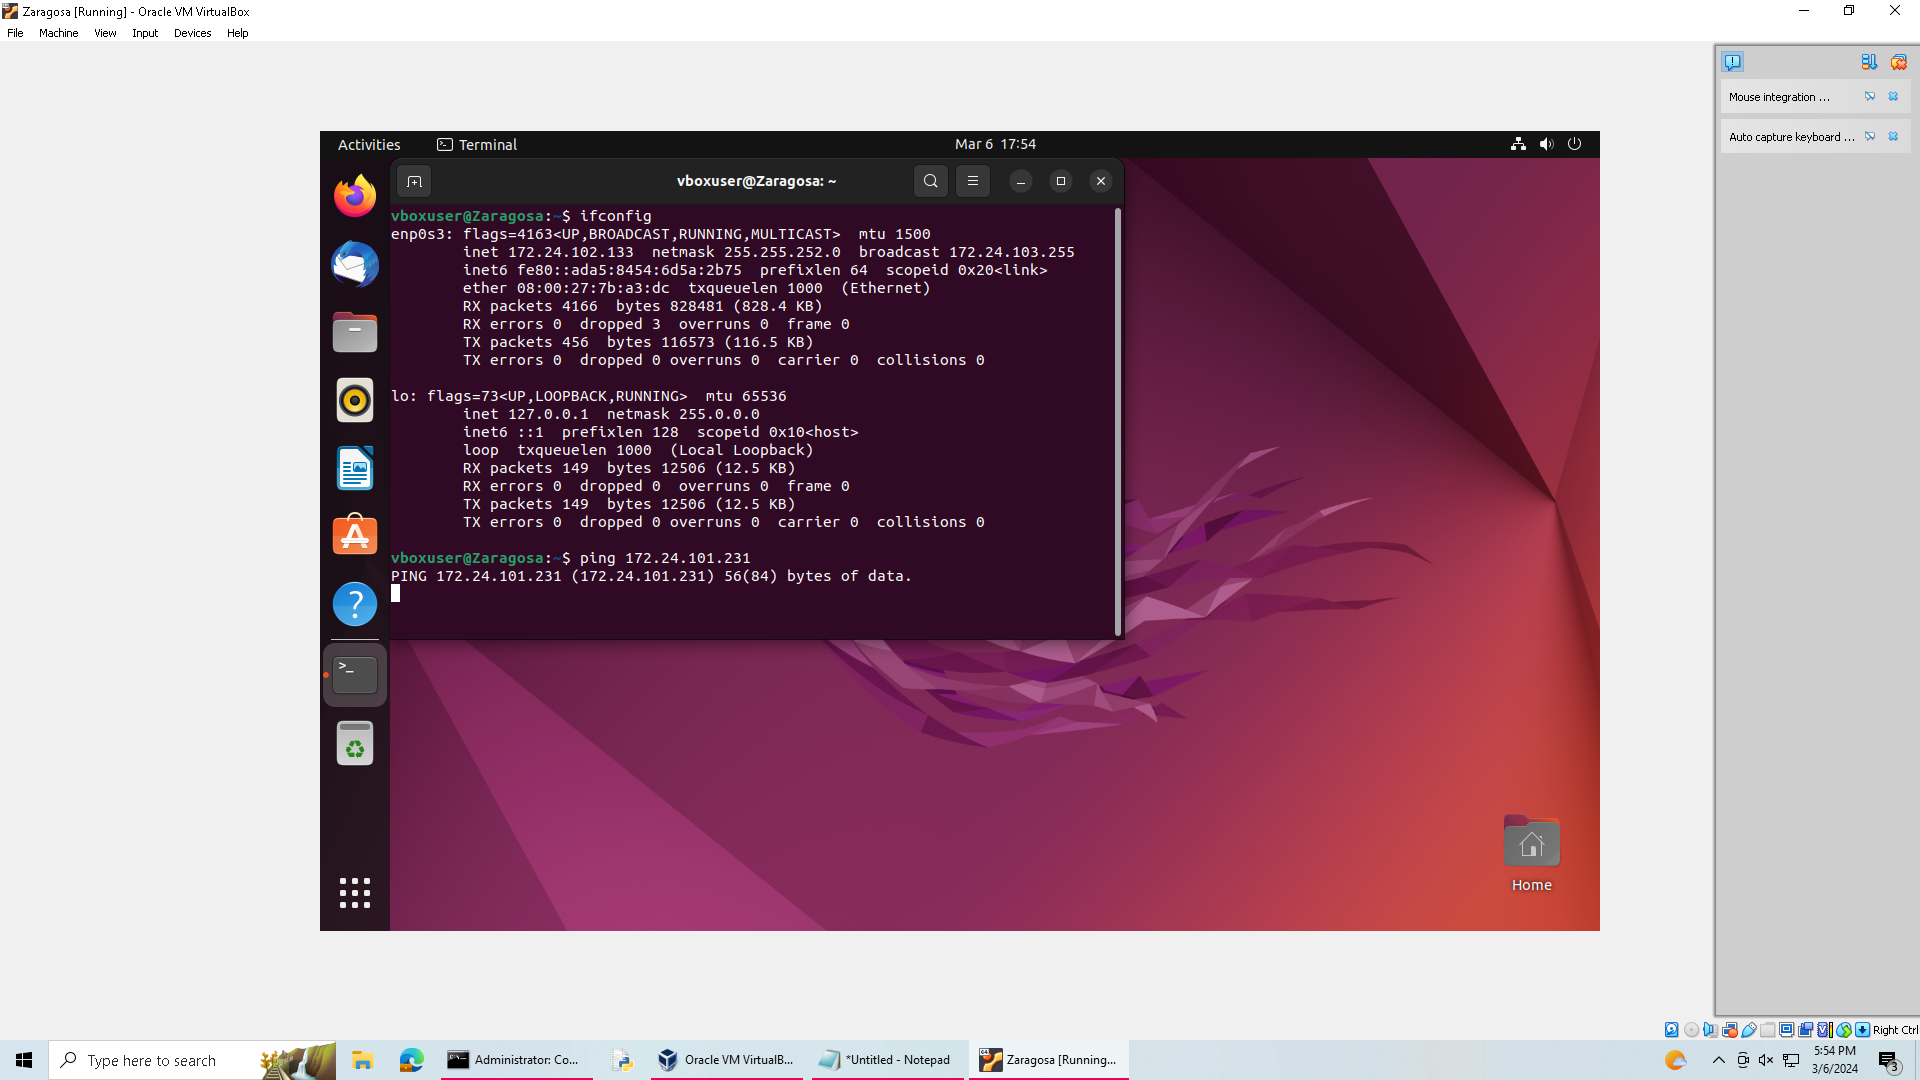 Zaragosa [Running] - Oracle VM VirtualBox
File Machine View Input Devices Help
Mouse integration ...
Auto capture keyboard ...
Activities Terminal Mar 6 17:54
vboxuser@Zaragosa: ~
vboxuser@Zaragosa:~$ ifconfig
enp0s3: flags=4163<UP,BROADCAST,RUNNING,MULTICAST> mtu 1500
inet 172.24.102.133 netmask 255.255.252.0 broadcast 172.24.103.255
inet6 fe80::ada5:8454:6d5a:2b75 prefixlen 64 scopeid 0x20<link>
ether 08:00:27:7b:a3:dc txqueuelen 1000 (Ethernet)
RX packets 4166 bytes 828481 (828.4 KB)
RX errors 0 dropped 3 overruns 0 frame 0
TX packets 456 bytes 116573 (116.5 KB)
TX errors 0 dropped 0 overruns 0 carrier 0 collisions 0
lo: flags=73<UP,LOOPBACK,RUNNING> mtu 65536
inet 127.0.0.1 netmask 255.0.0.0
inet6 ::1 prefixlen 128 scopeid 0x10<host>
loop txqueuelen 1000 (Local Loopback)
RX packets 149 bytes 12506 (12.5 KB)
RX errors 0 dropped 0 overruns 0 frame 0
TX packets 149 bytes 12506 (12.5 KB)
TX errors 0 dropped 0 overruns 0 carrier 0 collisions 0
vboxuser@Zaragosa:~$ ping 172.24.101.231
PING 172.24.101.231 (172.24.101.231) 56(84) bytes of data.
Home
Right Ctrl
Type here to search
Administrator: Co...
Oracle VM VirtualB...
*Untitled - Notepad
Zaragosa [Running...
5:54 PM
3/6/2024
3